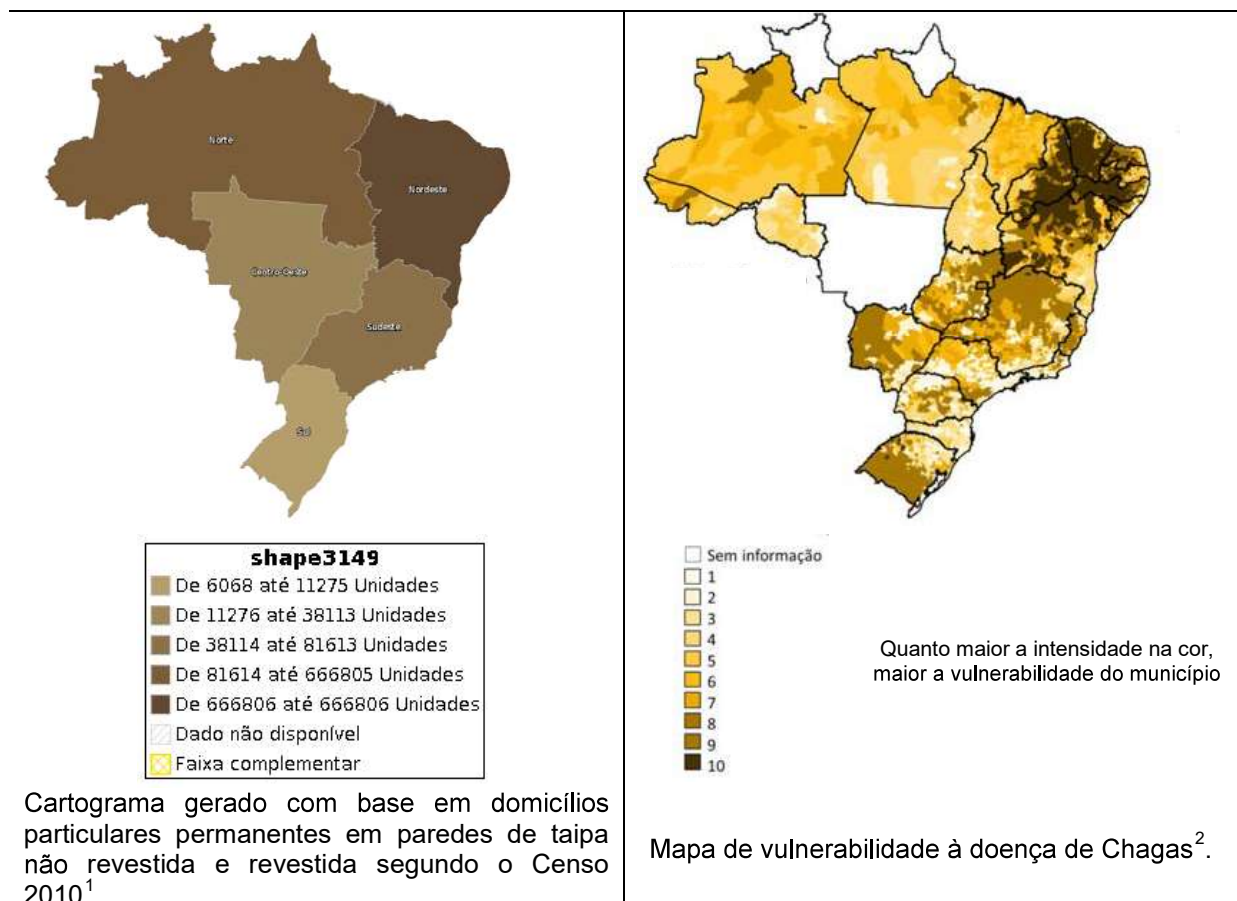 Norte
Nordeste
Centro-Oeste
Sudeste
Sul
shape3149
De 6068 até 11275 Unidades
De 11276 até 38113 Unidades
De 38114 até 81613 Unidades
De 81614 até 666805 Unidades
De 666806 até 666806 Unidades
Dado não disponível
Faixa complementar
Cartograma gerado com base em domicílios
particulares permanentes em paredes de taipa
não revestida e revestida segundo o Censo
2010¹
Sem informação
1
2
3
4
5
6
7
8
9
10
Quanto maior a intensidade na cor,
maior a vulnerabilidade do município
Mapa de vulnerabilidade à doença de Chagas².